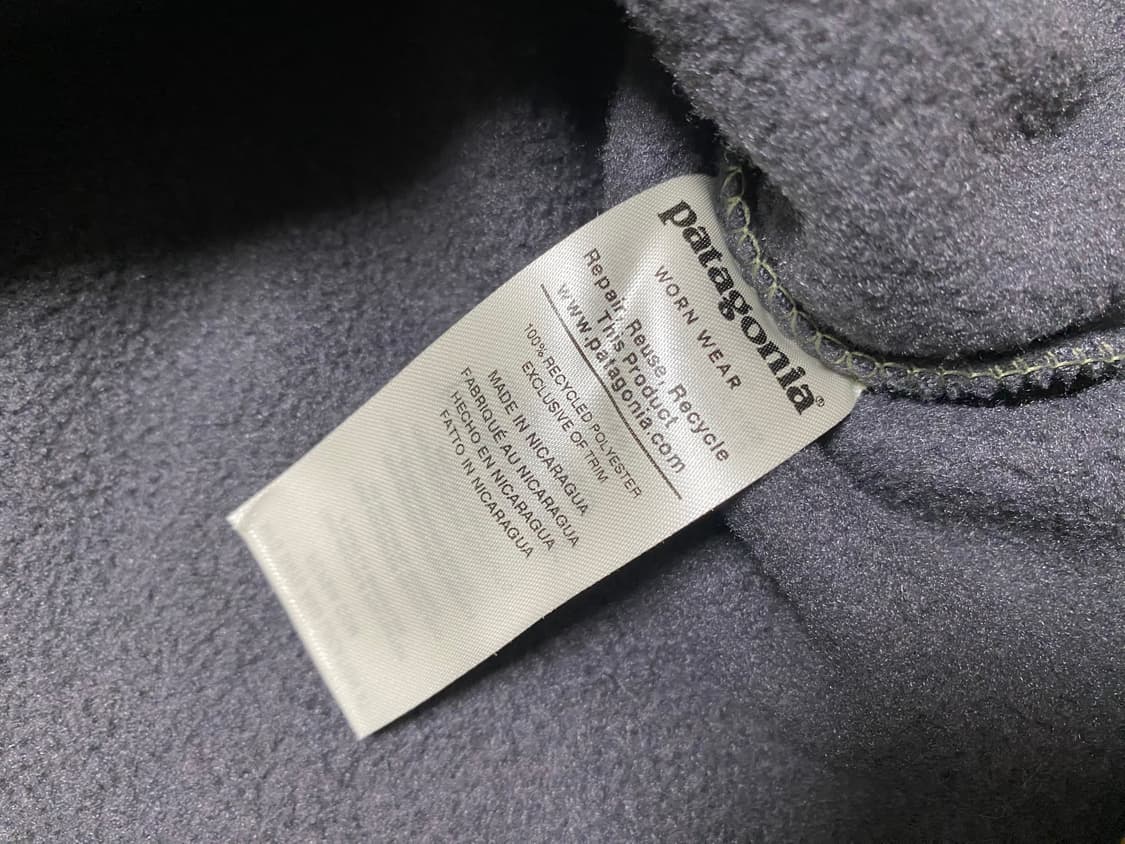 patagonia®
WORN WEAR
Repair, Reuse, Recycle
This Product
www.patagonia.com
100% RECYCLED POLYESTER
EXCLUSIVE OF TRIM
MADE IN NICARAGUA
FABRIQUÉ AU NICARAGUA
HECHO EN NICARAGUA
FATTO IN NICARAGUA